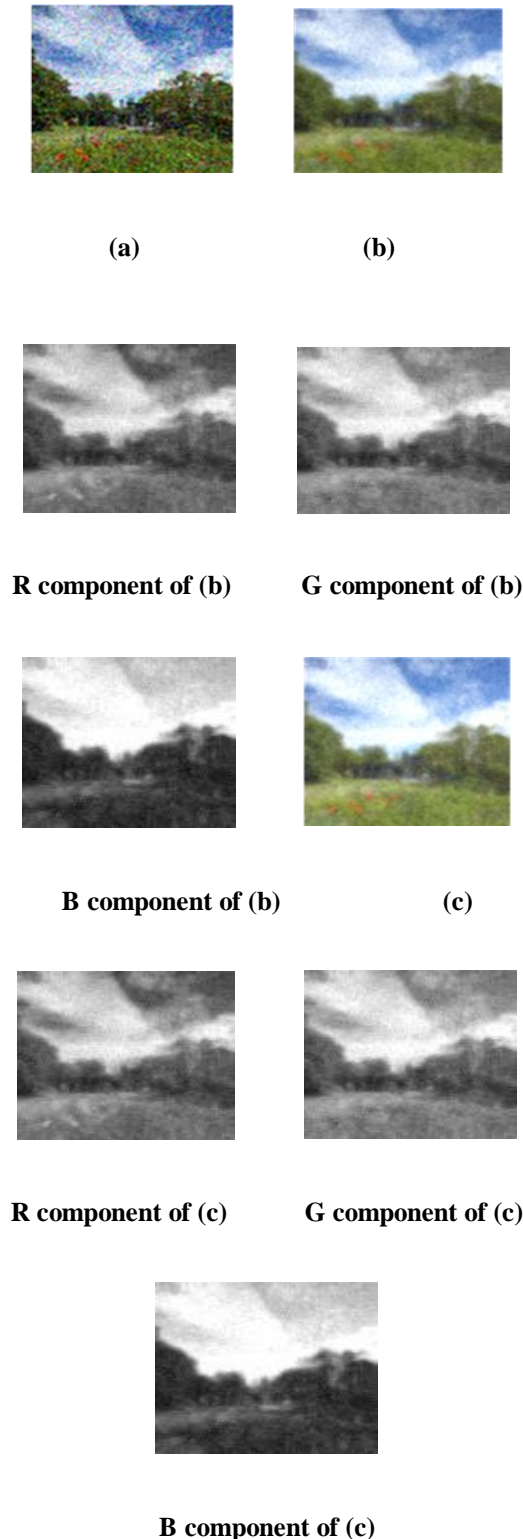 (a) (b)
R component of (b) G component of (b)
B component of (b) (c)
R component of (c) G component of (c)
B component of (c)